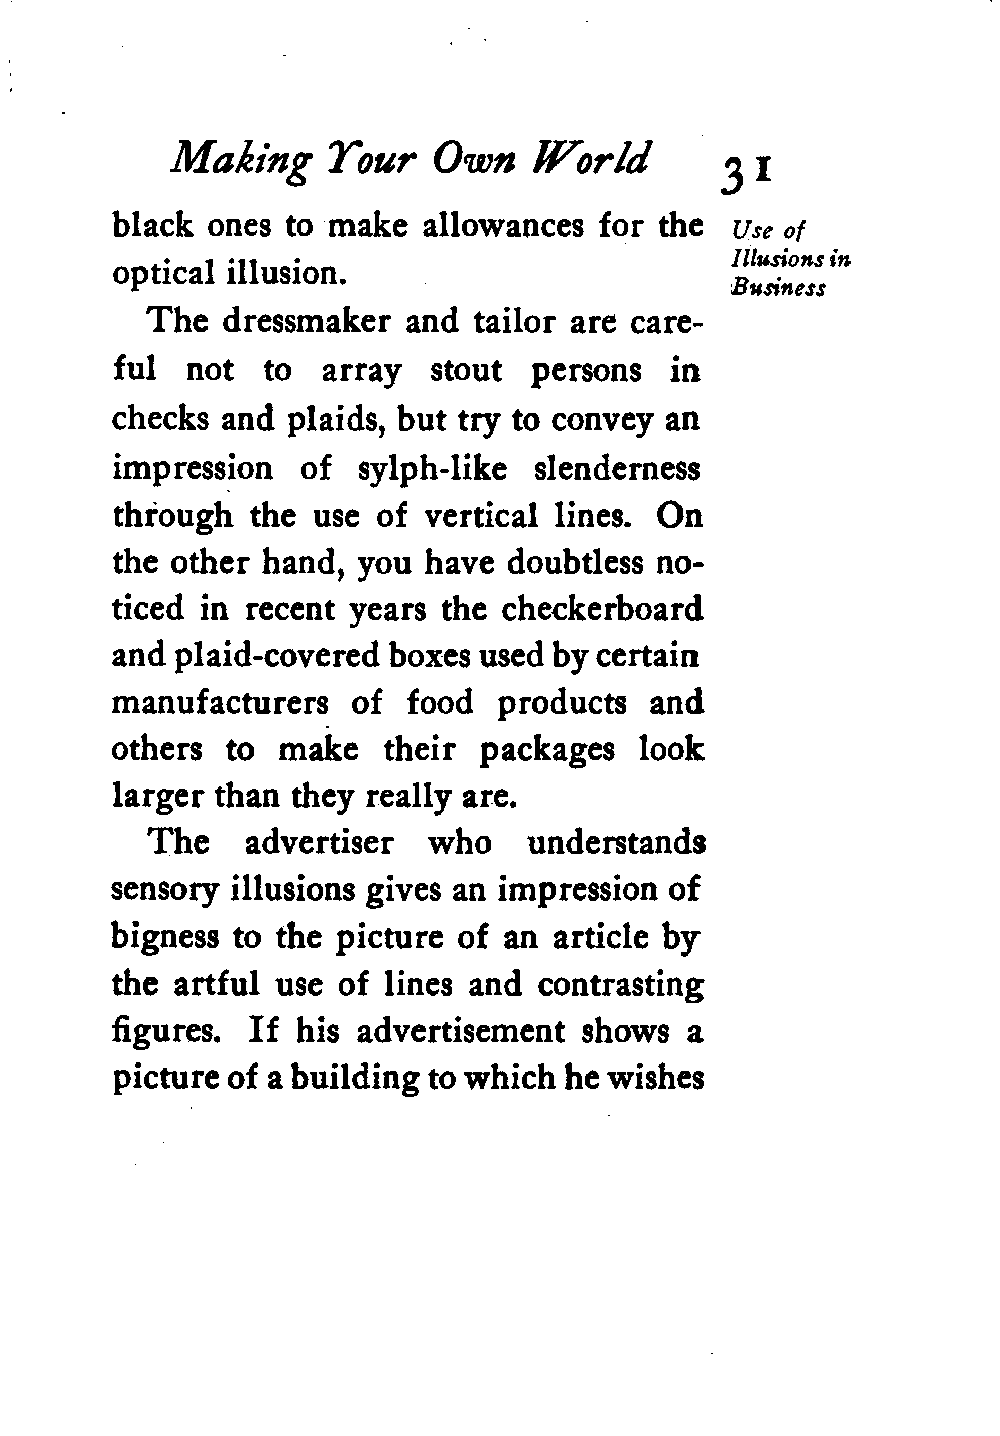 Making Your Own World 31
black ones to make allowances for the
optical illusion.
Use of
Illusions in
Business
The dressmaker and tailor are care-
ful not to array stout persons in
checks and plaids, but try to convey an
impression of sylph-like slenderness
through the use of vertical lines. On
the other hand, you have doubtless no-
ticed in recent years the checkerboard
and plaid-covered boxes used by certain
manufacturers of food products and
others to make their packages look
larger than they really are.
The advertiser who understands
sensory illusions gives an impression of
bigness to the picture of an article by
the artful use of lines and contrasting
figures. If his advertisement shows a
picture of a building to which he wishes